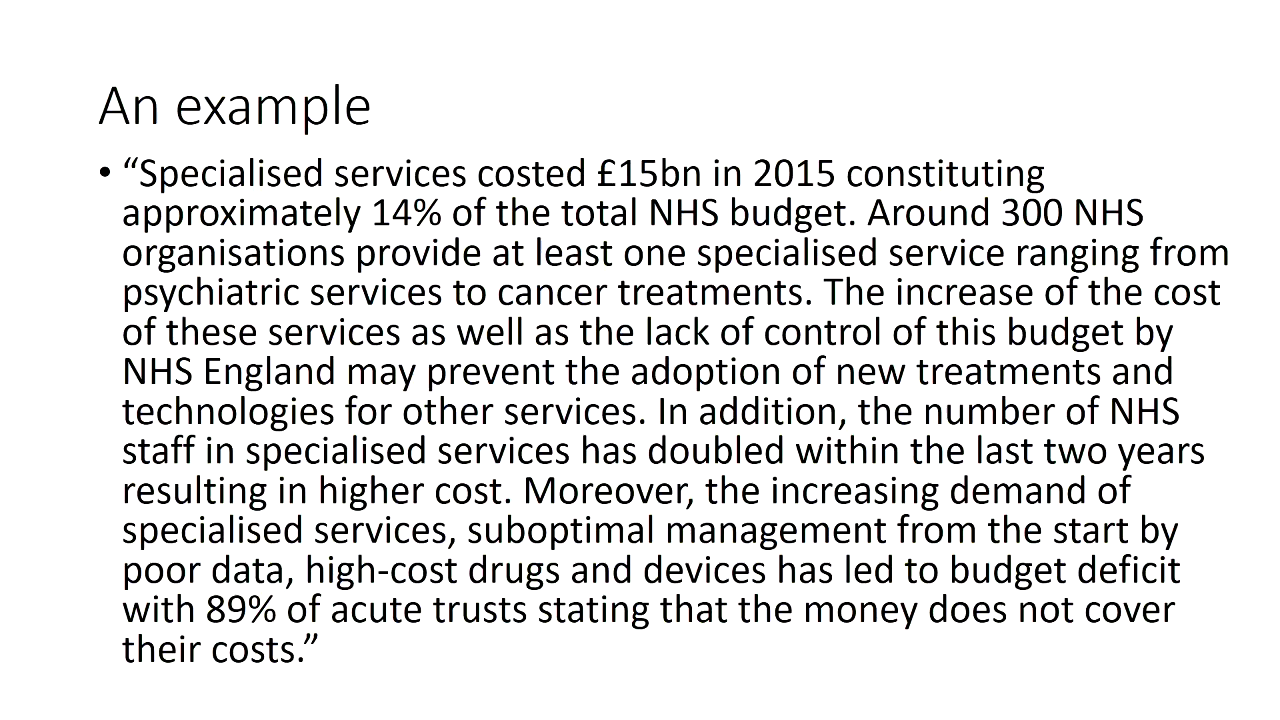 An example
• “Specialised services costed £15bn in 2015 constituting
approximately 14% of the total NHS budget. Around 300 NHS
organisations provide at least one specialised service ranging from
psychiatric services to cancer treatments. The increase of the cost
of these services as well as the lack of control of this budget by
NHS England may prevent the adoption of new treatments and
technologies for other services. In addition, the number of NHS
staff in specialised services has doubled within the last two years
resulting in higher cost. Moreover, the increasing demand of
specialised services, suboptimal management from the start by
poor data, high-cost drugs and devices has led to budget deficit
with 89% of acute trusts stating that the money does not cover
their costs.”